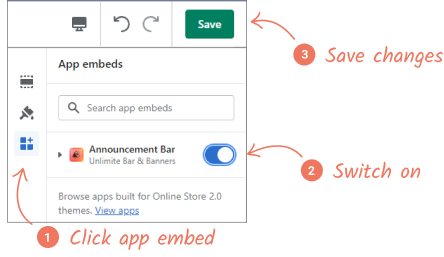 Save
3 Save changes
App embeds
Search app embeds
Announcement Bar
Unlimite Bar & Banners
2 Switch on
Browse apps built for Online Store 2.0
themes. View apps
1 Click app embed